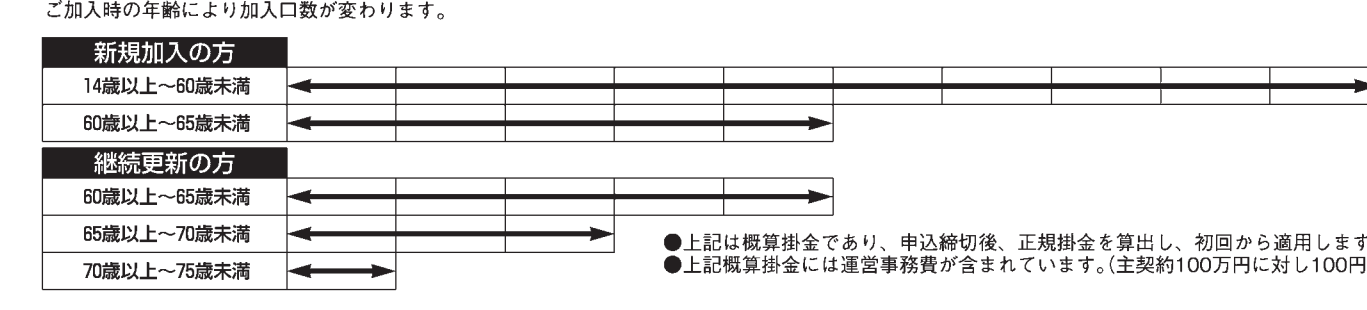 ご加入時の年齢により加入口数が変わります。
新規加入の方
14歳以上～60歳未満
60歳以上～65歳未満
継続更新の方
60歳以上～65歳未満
65歳以上～70歳未満
70歳以上～75歳未満
●上記は概算掛金であり、申込締切後、正規掛金を算出し、初回から適用します
●上記概算掛金には運営事務費が含まれています。(主契約100万円に対し100円